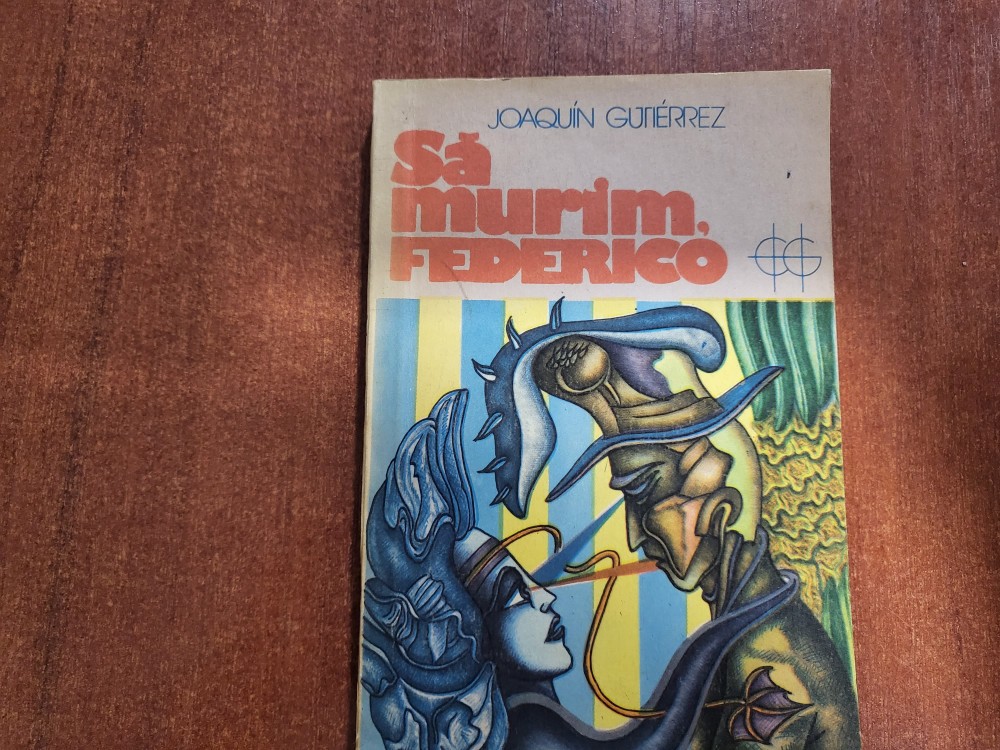 JOAQUÍN GUTIÉRREZ
Să
murim,
FEDERICO